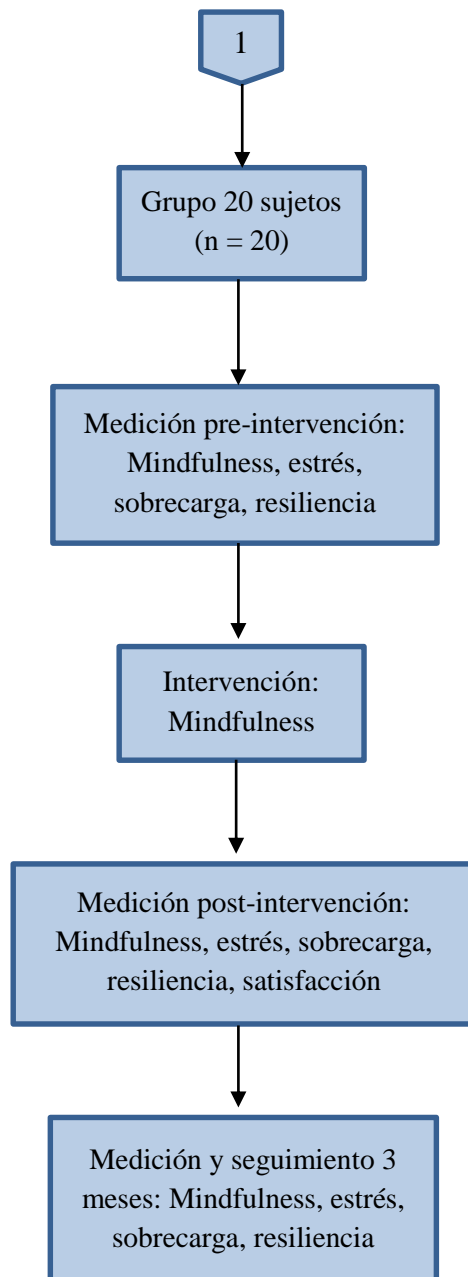 1
Grupo 20 sujetos
(n = 20)
Medición pre-intervención:
Mindfulness, estrés,
sobrecarga, resiliencia
Intervención:
Mindfulness
Medición post-intervención:
Mindfulness, estrés, sobrecarga,
resiliencia, satisfacción
Medición y seguimiento 3
meses: Mindfulness, estrés,
sobrecarga, resiliencia